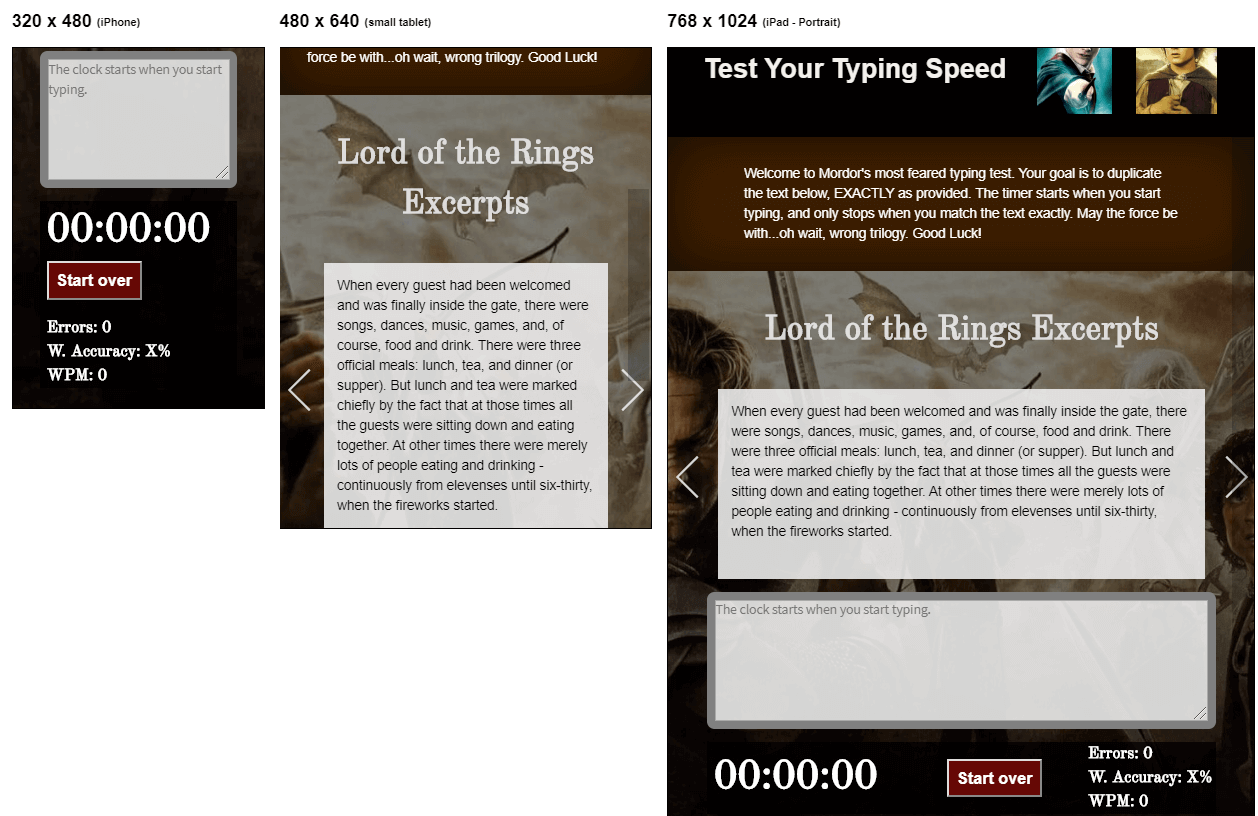 320 x 480 (iPhone)
The clock starts when you start
typing.
00:00:00
Start over
Errors: 0
W. Accuracy: X%
WPM: 0
480 x 640 (small tablet)
force be with...oh wait, wrong trilogy. Good Luck!
Lord of the Rings
Excerpts
When every guest had been welcomed
and was finally inside the gate, there were
songs, dances, music, games, and, of
course, food and drink. There were three
official meals: lunch, tea, and dinner (or
supper). But lunch and tea were marked
chiefly by the fact that at those times all
the guests were sitting down and eating
together. At other times there were merely
lots of people eating and drinking -
continuously from elevenses until six-thirty,
when the fireworks started.
768 x 1024 (iPad - Portrait)
Test Your Typing Speed
Welcome to Mordor's most feared typing test. Your goal is to duplicate
the text below, EXACTLY as provided. The timer starts when you start
typing, and only stops when you match the text exactly. May the force be
with...oh wait, wrong trilogy. Good Luck!
Lord of the Rings Excerpts
When every guest had been welcomed and was finally inside the gate, there
were songs, dances, music, games, and, of course, food and drink. There
were three official meals: lunch, tea, and dinner (or supper). But lunch and
tea were marked chiefly by the fact that at those times all the guests were
sitting down and eating together. At other times there were merely lots of
people eating and drinking - continuously from elevenses until six-thirty,
when the fireworks started.
The clock starts when you start typing.
00:00:00
Start over
Errors: 0
W. Accuracy: X%
WPM: 0